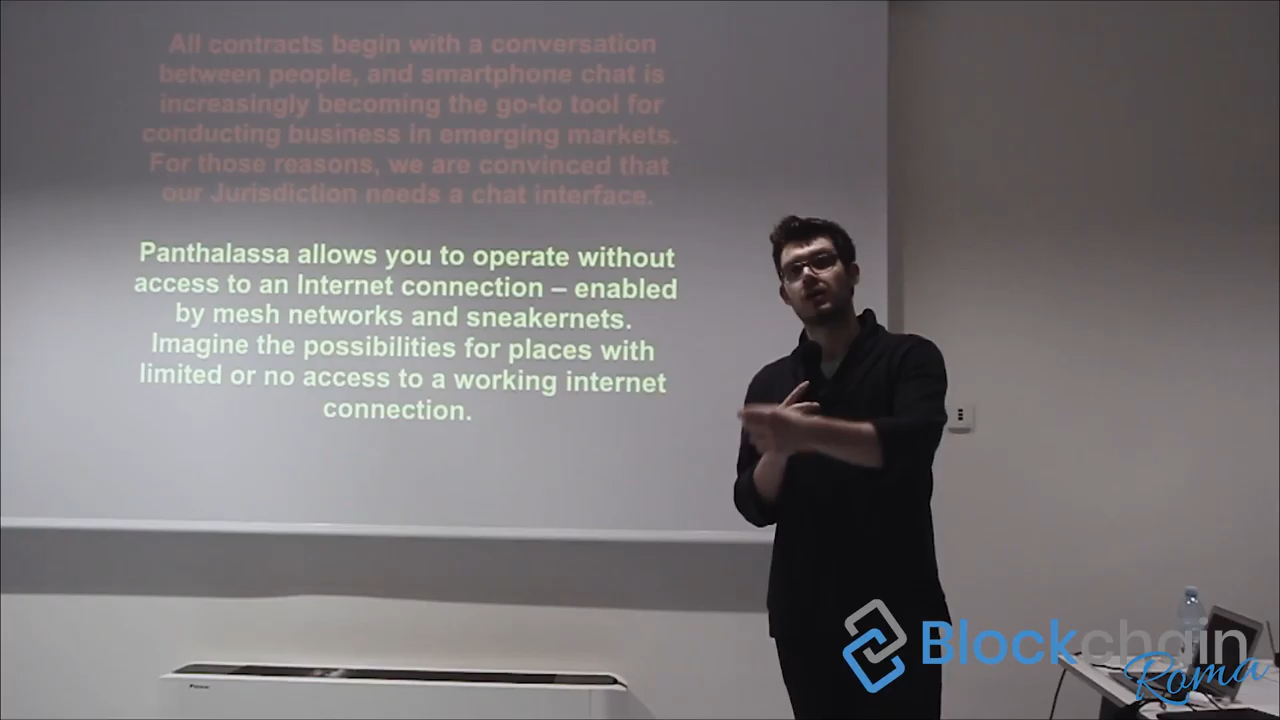 All contracts begin with a conversation
between people, and smartphone chat is
increasingly becoming the go-to tool for
conducting business in emerging markets.
For those reasons, we are convinced that
our Jurisdiction needs a chat interface.
Panthalassa allows you to operate without
access to an Internet connection – enabled
by mesh networks and sneakernets.
Imagine the possibilities for places with
limited or no access to a working internet
connection.
Blockchain
Roma